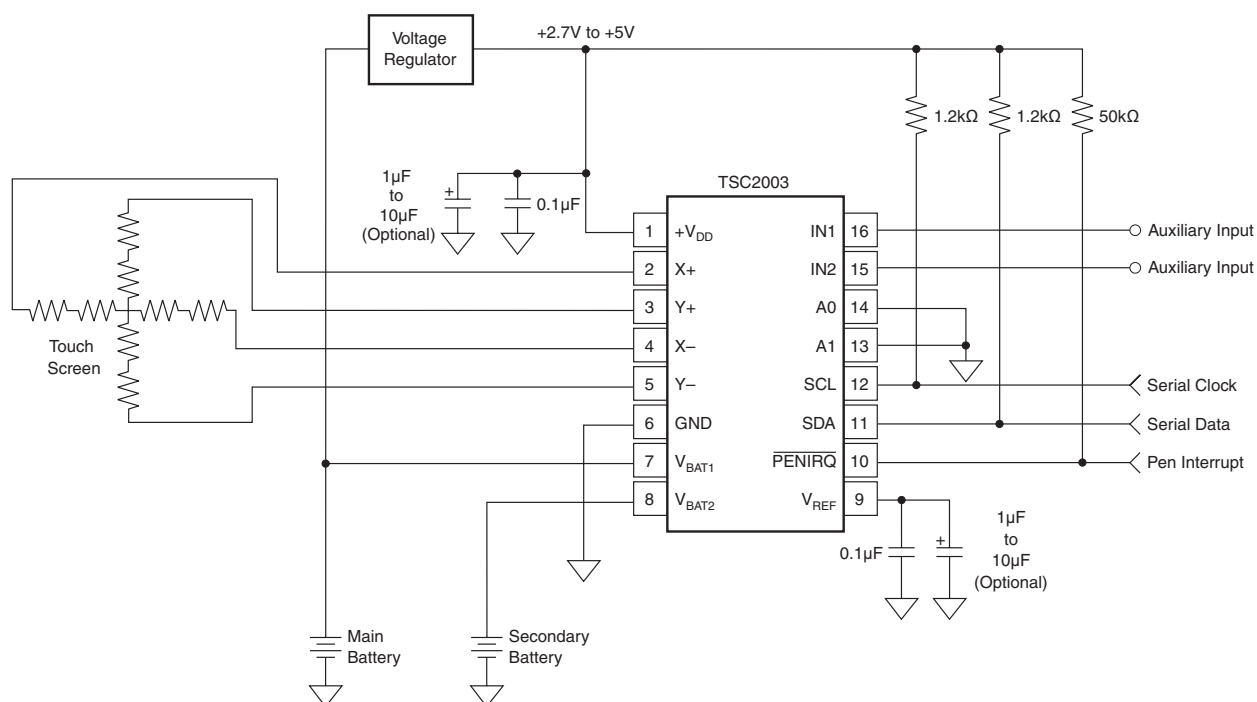 Voltage
Regulator
+2.7V to +5V
1.2kΩ
1.2kΩ
50kΩ
1µF
to
10µF
(Optional)
+
0.1µF
TSC2003
1 +VDD
IN1 16
Auxiliary Input
2 X+
IN2 15
Auxiliary Input
3 Y+
A0 14
4 X–
A1 13
5 Y–
SCL 12
Serial Clock
6 GND
SDA 11
Serial Data
7 VBAT1
PENIRQ 10
Pen Interrupt
8 VBAT2
VREF 9
Touch
Screen
0.1µF
+
1µF
to
10µF
(Optional)
Main
Battery
Secondary
Battery